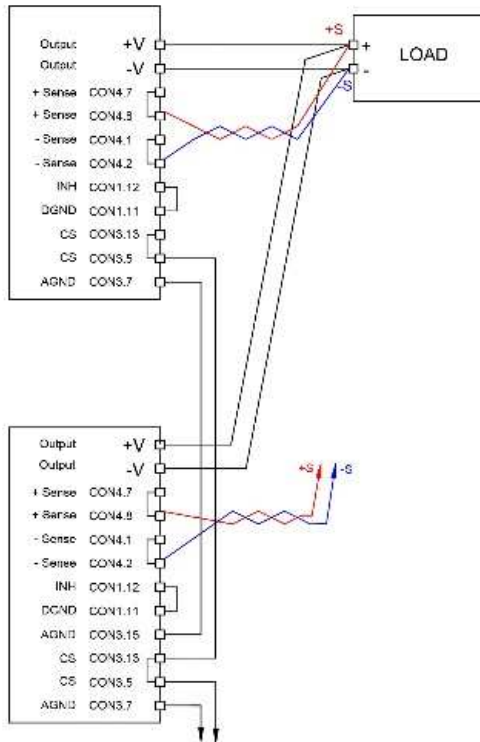 Output +V
Output -V
+ Sense CON4.7
+ Sense CON4.8
- Sense CON4.1
- Sense CON4.2
INH CON1.12
DGND CON1.11
CS CON3.13
CS CON3.5
AGND CON3.7
+S
+
-
-S
LOAD
Output +V
Output -V
+ Sense CON4.7
+ Sense CON4.8
- Sense CON4.1
- Sense CON4.2
INH CON1.12
DGND CON1.11
AGND CON3.15
CS CON3.13
CS CON3.5
AGND CON3.7
+S
-S